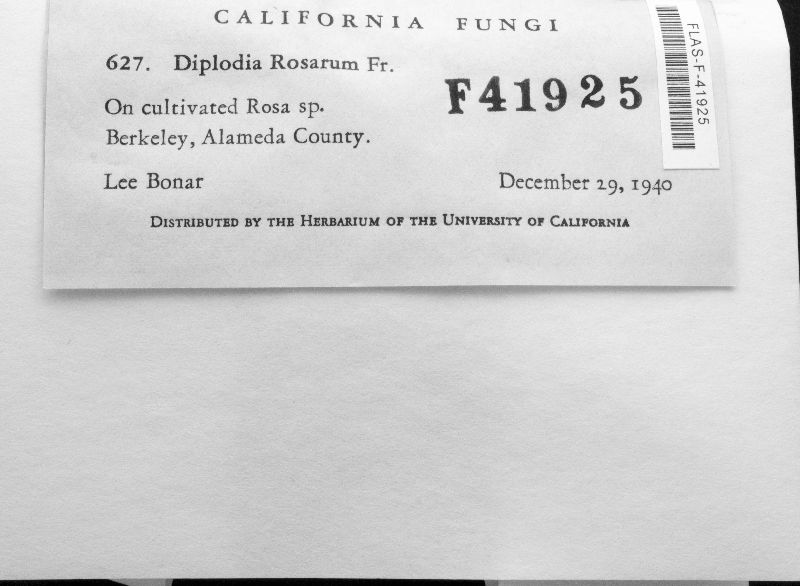 CALIFORNIA FUNGI
627. Diplodia Rosarum Fr.
F41925
FLAS-F-41925
On cultivated Rosa sp.
Berkeley, Alameda County.
Lee Bonar December 29, 1940
DISTRIBUTED BY THE HERBARIUM OF THE UNIVERSITY OF CALIFORNIA